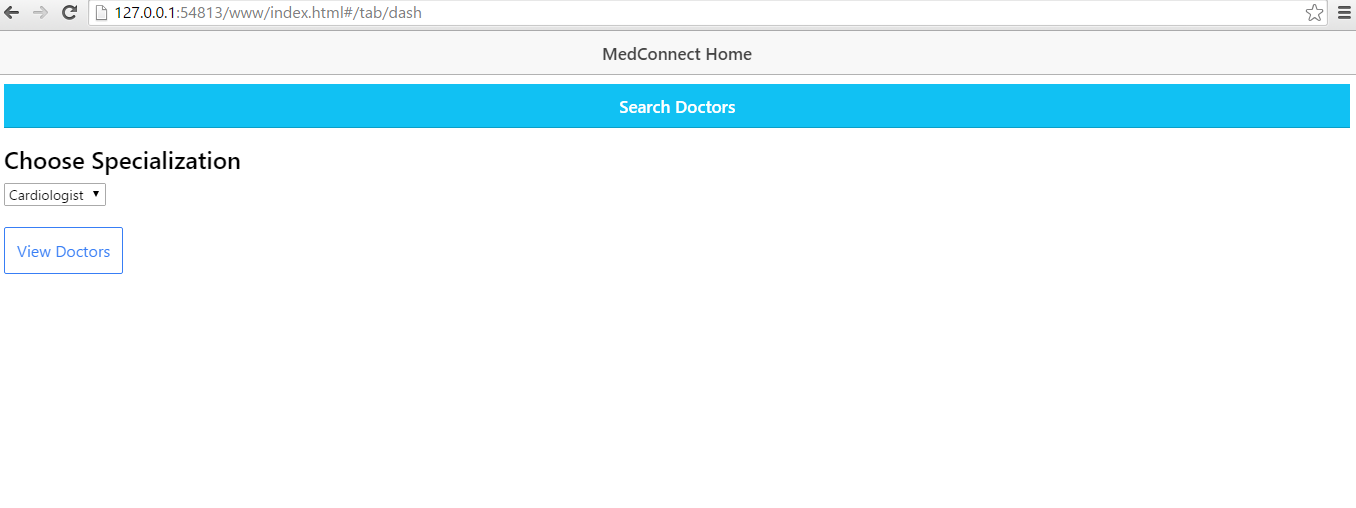 127.0.0.1:54813/www/index.html#/tab/dash
MedConnect Home
Search Doctors
Choose Specialization
Cardiologist
View Doctors